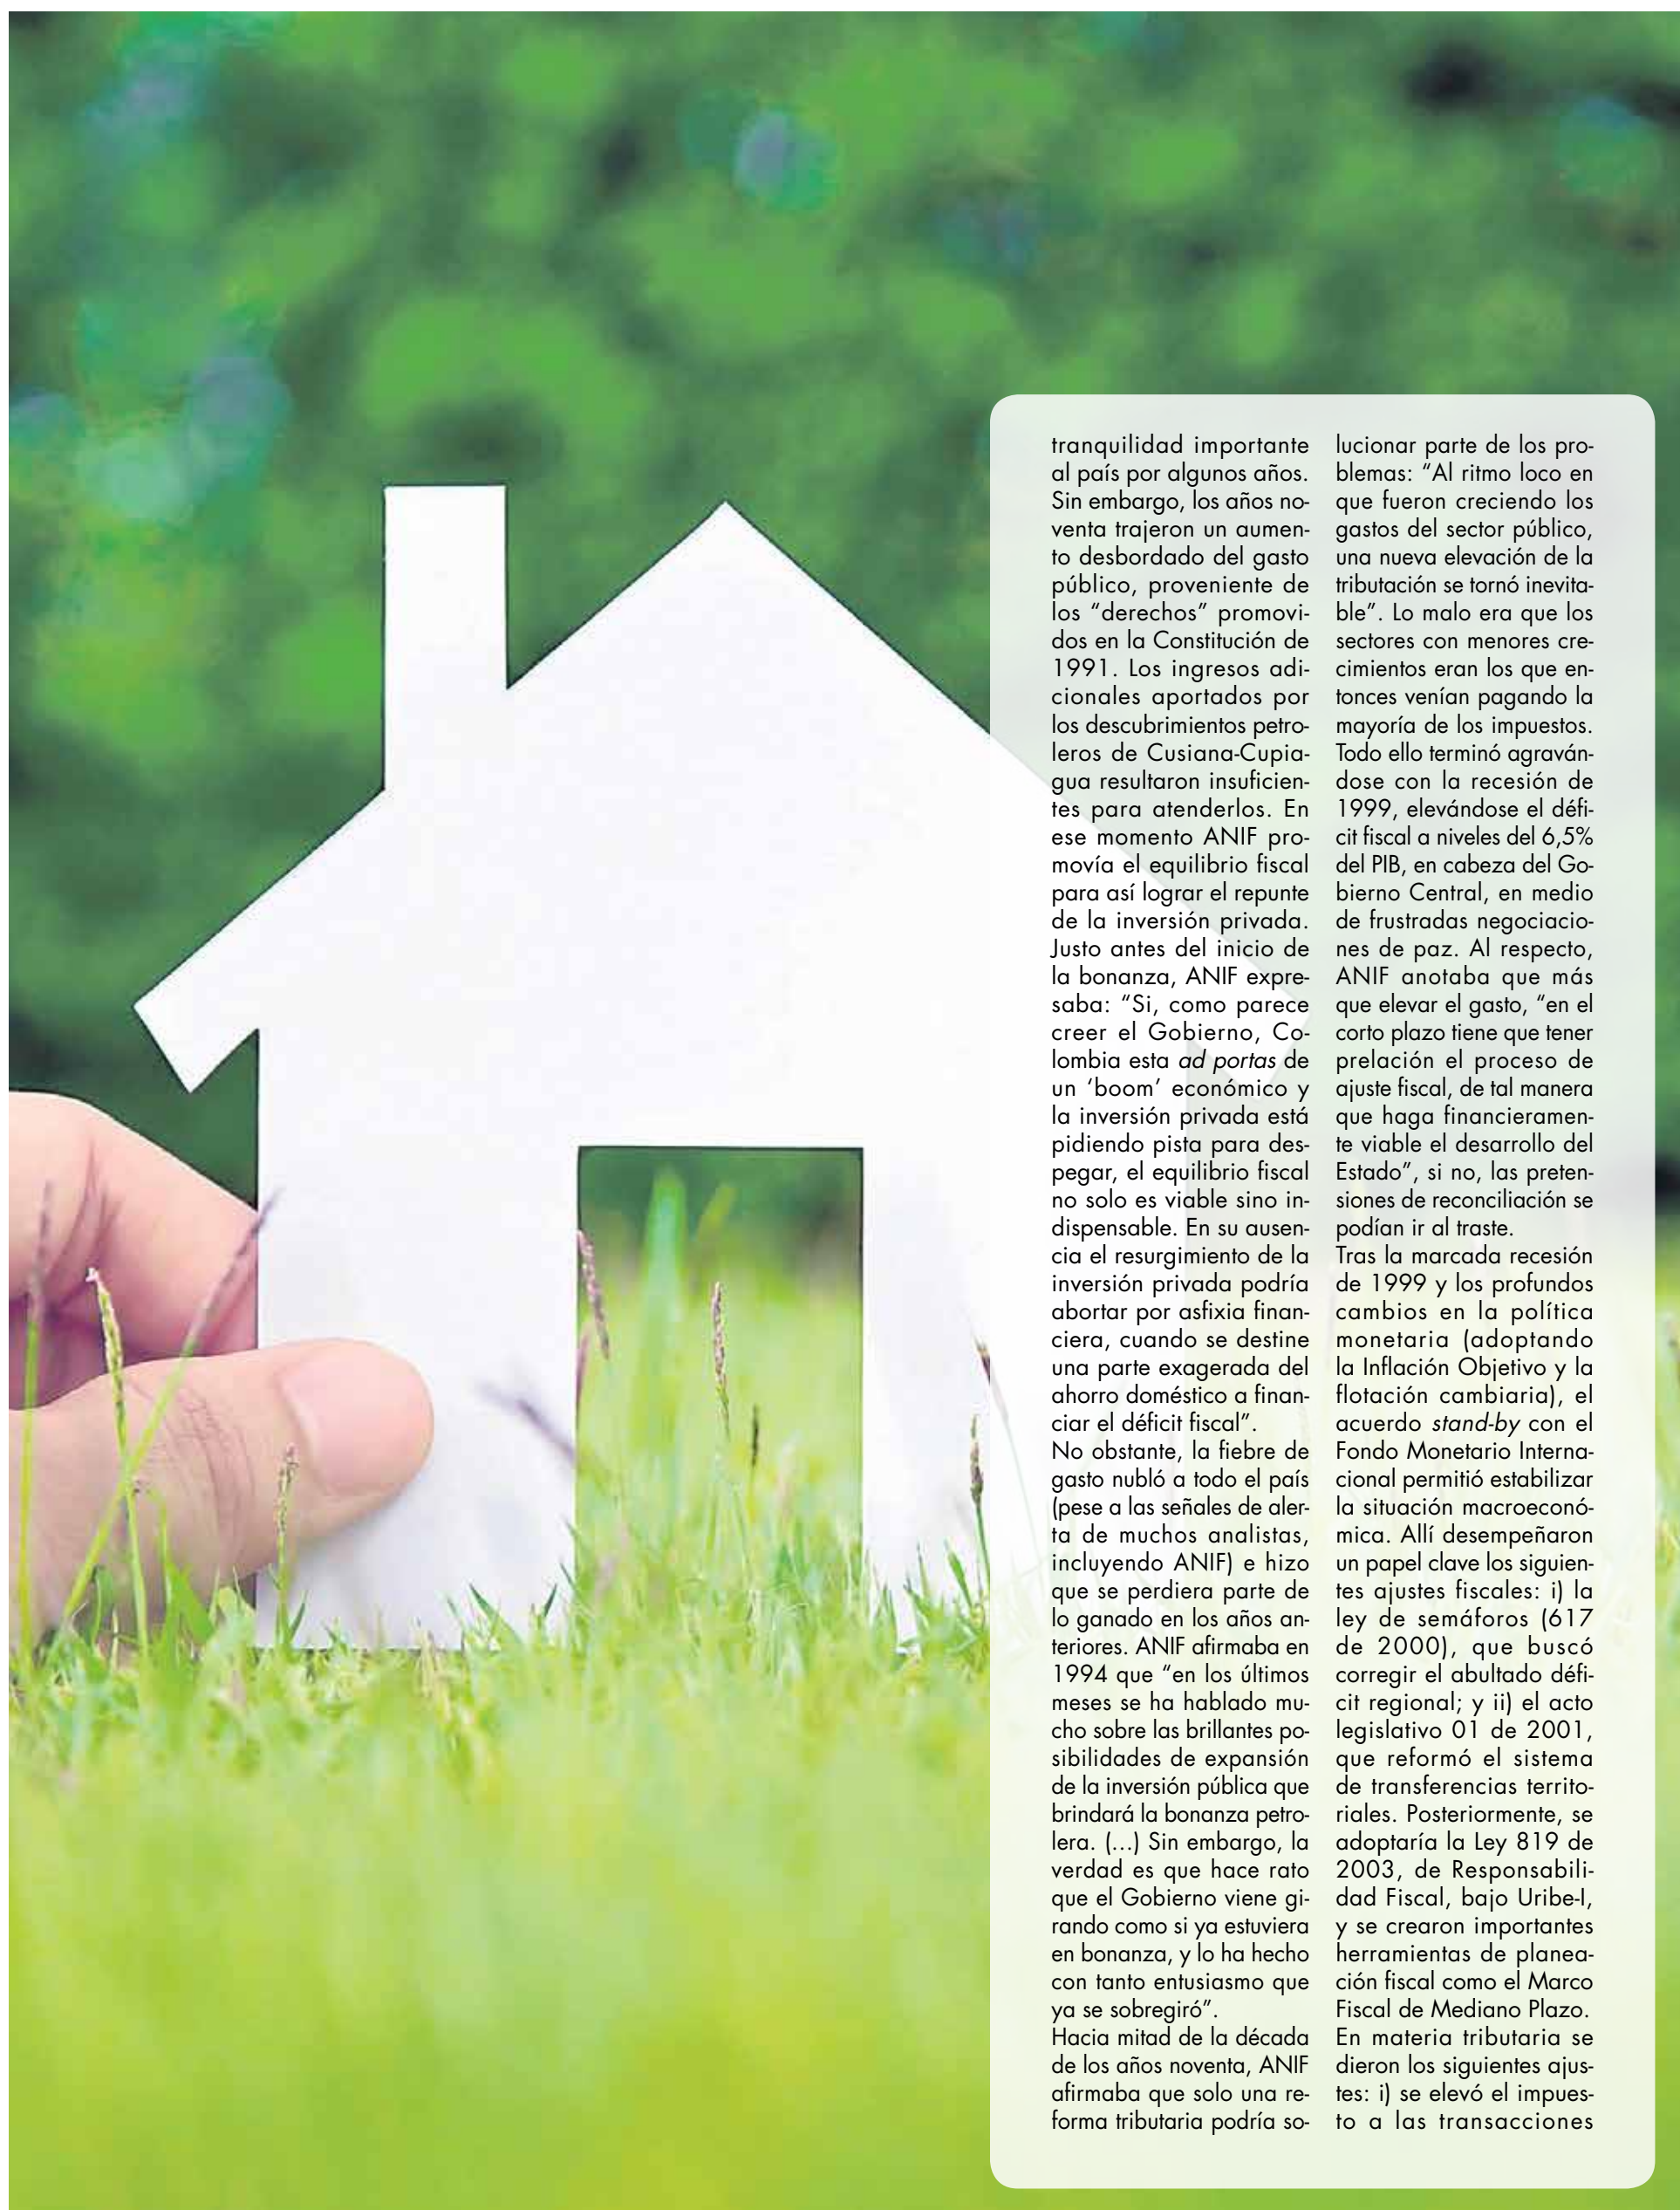 tranquilidad importante
al país por algunos años.
Sin embargo, los años no-
venta trajeron un aumen-
to desbordado del gasto
público, proveniente de
los “derechos” promovi-
dos en la Constitución de
1991. Los ingresos adi-
cionales aportados por
los descubrimientos petro-
leros de Cusiana-Cupia-
gua resultaron insuficien-
tes para atenderlos. En
ese momento ANIF pro-
movía el equilibrio fiscal
para así lograr el repunte
de la inversión privada.
Justo antes del inicio de
la bonanza, ANIF expre-
saba: “Si, como parece
creer el Gobierno, Co-
lombia esta ad portas de
un ‘boom’ económico y
la inversión privada está
pidiendo pista para des-
pegar, el equilibrio fiscal
no solo es viable sino in-
dispensable. En su ausen-
cia el resurgimiento de la
inversión privada podría
abortar por asfixia finan-
ciera, cuando se destine
una parte exagerada del
ahorro doméstico a finan-
ciar el déficit fiscal”.
No obstante, la fiebre de
gasto nubló a todo el país
(pese a las señales de aler-
ta de muchos analistas,
incluyendo ANIF) e hizo
que se perdiera parte de
lo ganado en los años an-
teriores. ANIF afirmaba en
1994 que “en los últimos
meses se ha hablado mu-
cho sobre las brillantes po-
sibilidades de expansión
de la inversión pública que
brindará la bonanza petro-
lera. (...) Sin embargo, la
verdad es que hace rato
que el Gobierno viene gi-
rando como si ya estuviera
en bonanza, y lo ha hecho
con tanto entusiasmo que
ya se sobregiró”.
Hacia mitad de la década
de los años noventa, ANIF
afirmaba que solo una re-
forma tributaria podría so-
lucionar parte de los pro-
blemas: “Al ritmo loco en
que fueron creciendo los
gastos del sector público,
una nueva elevación de la
tributación se tornó inevita-
ble”. Lo malo era que los
sectores con menores cre-
cimientos eran los que en-
tonces venían pagando la
mayoría de los impuestos.
Todo ello terminó agraván-
dose con la recesión de
1999, elevándose el défi-
cit fiscal a niveles del 6,5%
del PIB, en cabeza del Go-
bierno Central, en medio
de frustradas negociacio-
nes de paz. Al respecto,
ANIF anotaba que más
que elevar el gasto, “en el
corto plazo tiene que tener
prelación el proceso de
ajuste fiscal, de tal manera
que haga financieramen-
te viable el desarrollo del
Estado”, si no, las preten-
siones de reconciliación se
podían ir al traste.
Tras la marcada recesión
de 1999 y los profundos
cambios en la política
monetaria (adoptando
la Inflación Objetivo y la
flotación cambiaria), el
acuerdo stand-by con el
Fondo Monetario Interna-
cional permitió estabilizar
la situación macroeconó-
mica. Allí desempeñaron
un papel clave los siguien-
tes ajustes fiscales: i) la
ley de semáforos (617
de 2000), que buscó
corregir el abultado défi-
cit regional; y ii) el acto
legislativo 01 de 2001,
que reformó el sistema
de transferencias territo-
riales. Posteriormente, se
adoptaría la Ley 819 de
2003, de Responsabili-
dad Fiscal, bajo Uribe-I,
y se crearon importantes
herramientas de planea-
ción fiscal como el Marco
Fiscal de Mediano Plazo.
En materia tributaria se
dieron los siguientes ajus-
tes: i) se elevó el impues-
to a las transacciones